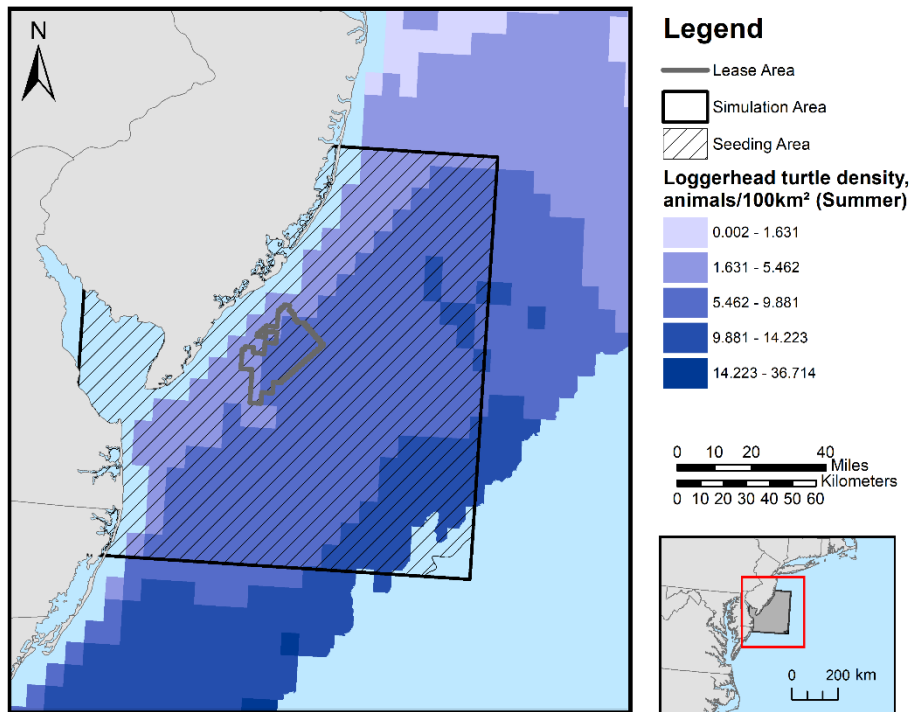 N
Legend
Lease Area
Simulation Area
Seeding Area
Loggerhead turtle density,
animals/100km² (Summer)
0.002 - 1.631
1.631 - 5.462
5.462 - 9.881
9.881 - 14.223
14.223 - 36.714
0 10 20 40
Miles
Kilometers
0 10 20 30 40 50 60
0 200 km